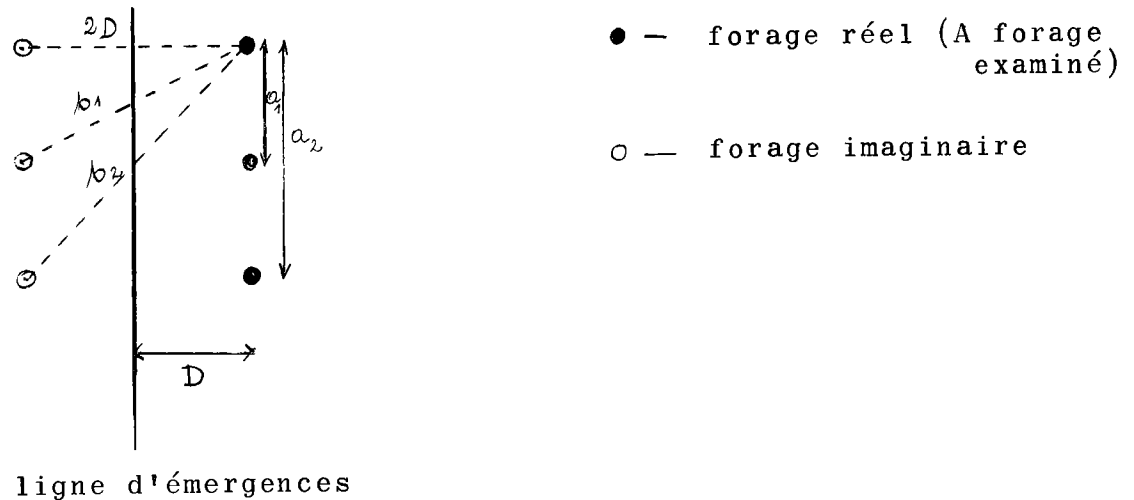 2D
● — forage réel (A forage
examiné)
b1
a1
a2
○ — forage imaginaire
b2
D
ligne d'émergences